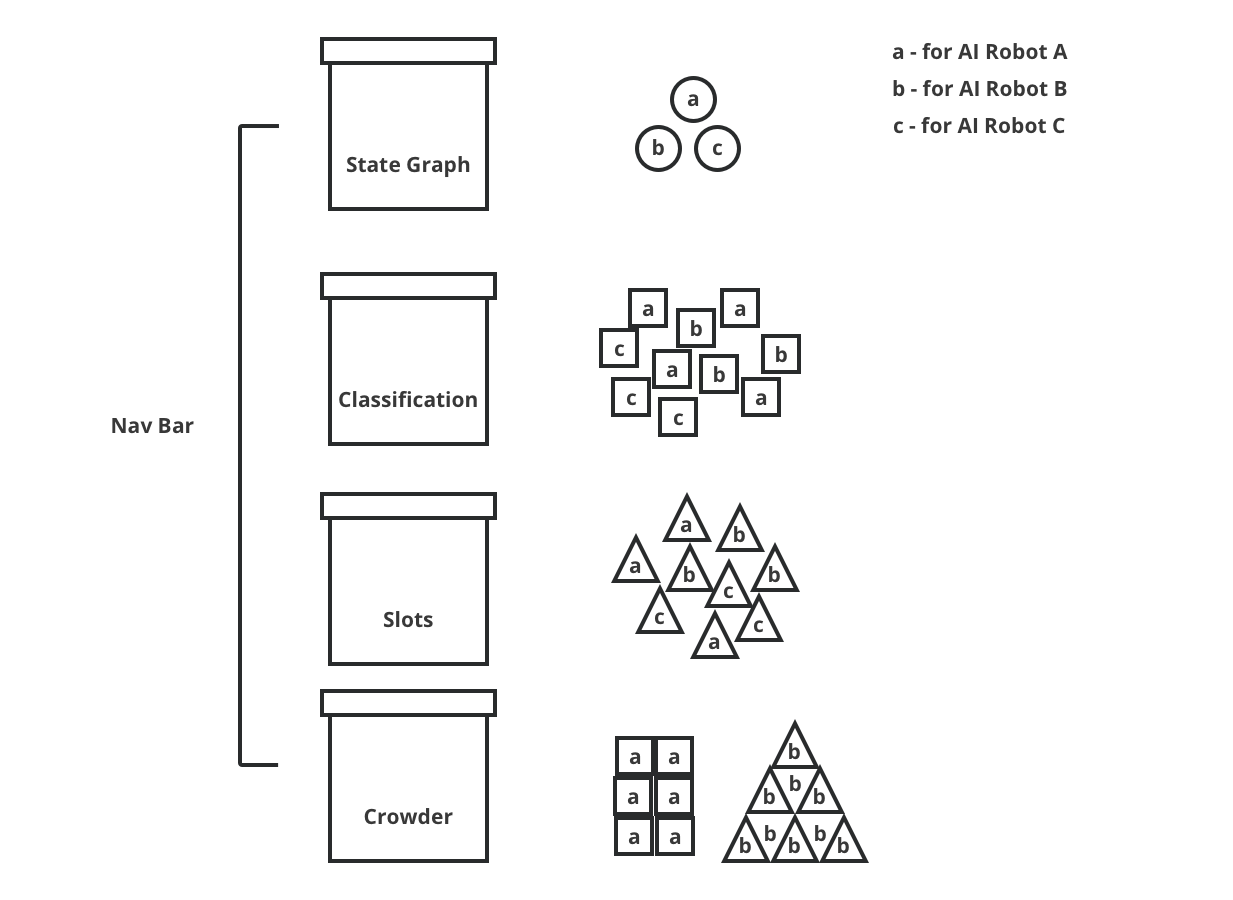 a - for AI Robot A
b - for AI Robot B
c - for AI Robot C
State Graph
a
b c
Classification
a a
b
c b
a b
c a
c
Nav Bar
Slots
a b
a b b
c
c c
a
Crowder
a a
a a
a a
b
b b b
b b b b b